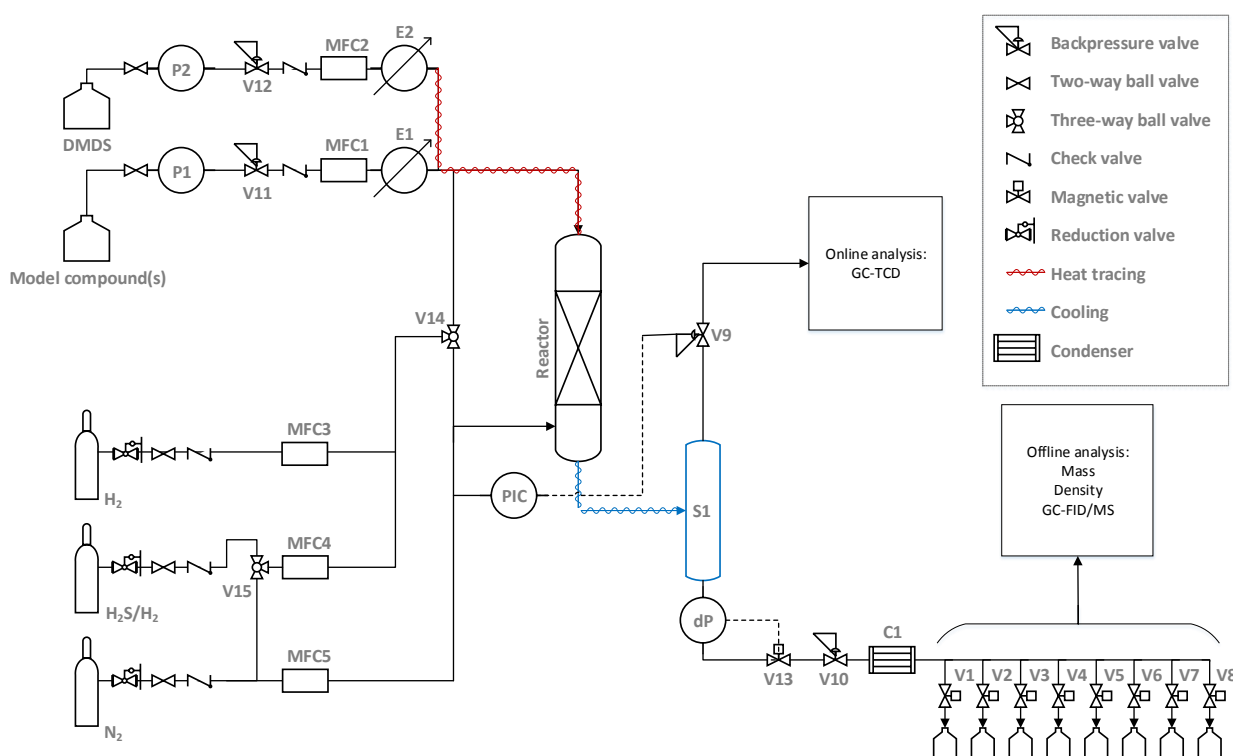 E2
MFC2
P2
V12
DMDS
E1
MFC1
P1
V11
Model compound(s)
V14
Reactor
MFC3
H₂
PIC
MFC4
V15
H₂S/H₂
MFC5
N₂
Online analysis:
GC-TCD
V9
S1
dP
V13
V10
C1
Offline analysis:
Mass
Density
GC-FID/MS
V1
V2
V3
V4
V5
V6
V7
V8
Backpressure valve
Two-way ball valve
Three-way ball valve
Check valve
Magnetic valve
Reduction valve
Heat tracing
Cooling
Condenser